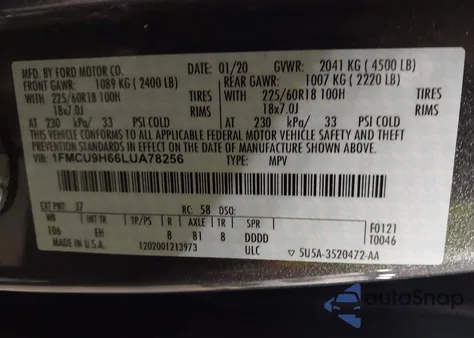 MFD. BY FORD MOTOR CO. DATE: 01/20 GVWR: 2041 KG ( 4500 LB)
FRONT GAWR: 1089 KG ( 2400 LB) REAR GAWR: 1007 KG ( 2220 LB)
WITH 225/60R18 100H TIRES WITH 225/60R18 100H TIRES
18x7.0J RIMS 18x7.0J RIMS
AT 230 kPa/ 33 PSI COLD AT 230 kPa/ 33 PSI COLD
THIS VEHICLE CONFORMS TO ALL APPLICABLE FEDERAL MOTOR VEHICLE SAFETY AND BUMPER STANDARDS IN EFFECT ON THE DATE OF MANUFACTURE SHOWN ABOVE.
VIN: 1FMCU9H66LUA78256 TYPE: MPV
EXT PNT: J7 RC: 58 DSO:
WB INT TR TP/PS R AXLE TR SPR
106 EH B 81 8 DDDD
F0121
T0046
MADE IN U.S.A. 1202001213973 ULC 5U5A-3520472-AA
autoSnap